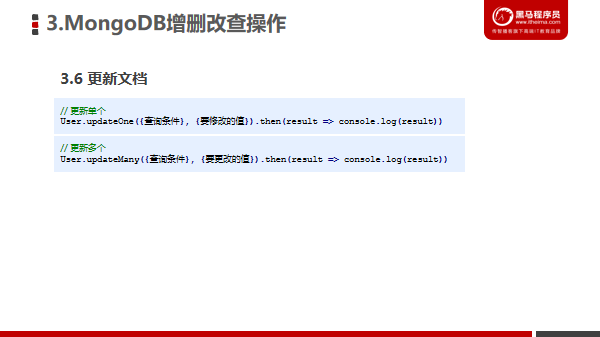 3.MongoDB增删改查操作
黑马程序员
www.itheima.com
传智播客旗下高端IT教育品牌
3.6 更新文档
// 更新单个
User.updateOne({查询条件}, {要修改的值}).then(result => console.log(result))
// 更新多个
User.updateMany({查询条件}, {要更改的值}).then(result => console.log(result))